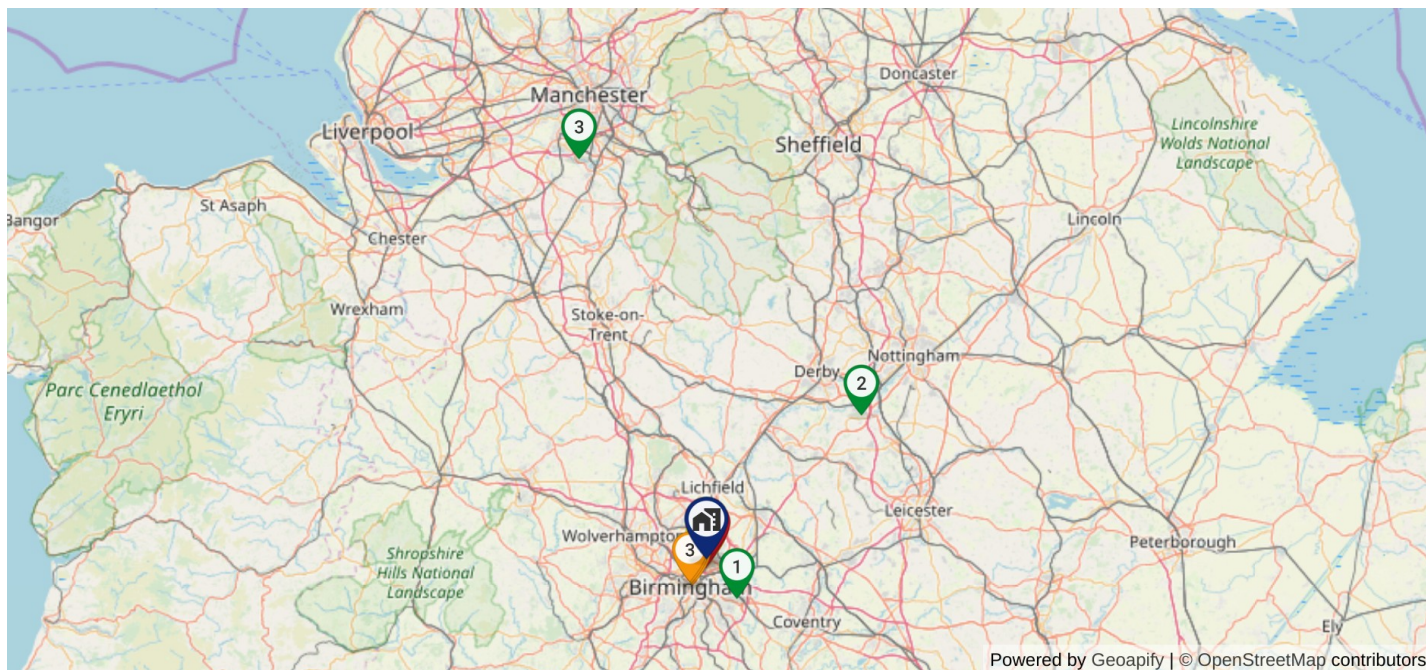 Doncaster
Manchester
3
Liverpool
Sheffield
Lincolnshire
Wolds National
Landscape
St Asaph
Bangor
Lincoln
Chester
Wrexham
Stoke-on-
Trent
Nottingham
Derby
2
Parc Cenedlaethol
Eryri
Lichfield
Leicester
Wolverhampton
Peterborough
3
1
Shropshire
Hills National
Landscape
Birmingham
Coventry
Ely
Powered by Geoapify | © OpenStreetMap contributors